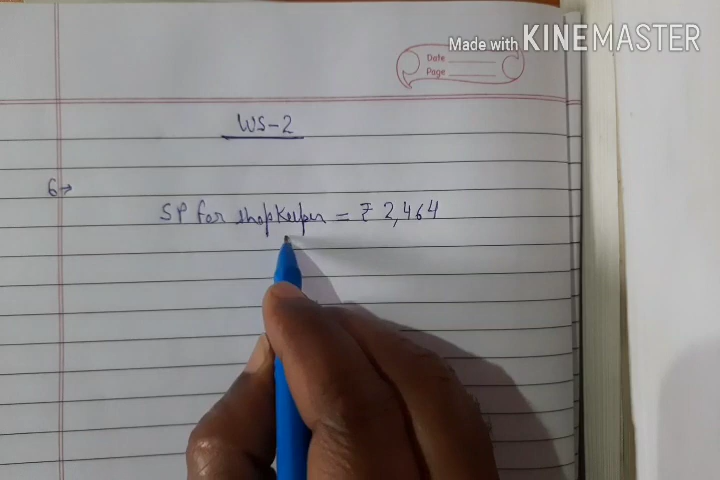 Made with KINEMASTER
Date
Page
WS-2
6→
SP for shopkeeper = ₹ 2,464